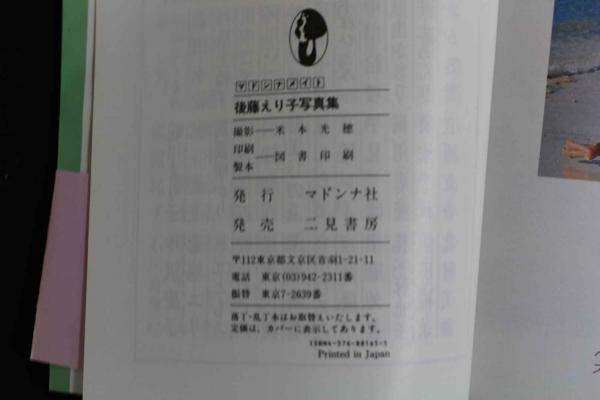 マドンナメイト
後藤えり子写真集
撮影──米本光穂
印刷
製本──図書印刷
発行 マドンナ社
発売 二見書房
〒112東京都文京区音羽1-21-11
電話 東京(03)942-2311番
振替 東京7-2639番
落丁・乱丁本はお取替えいたします。
定価は、カバーに表示してあります。
ISBN4-576-88165-5
Printed in Japan